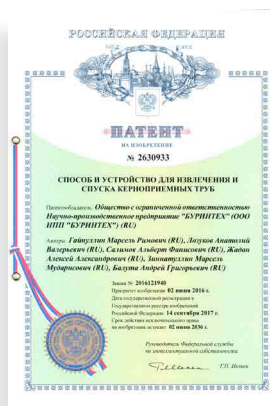 РОССИЙСКАЯ ФЕДЕРАЦИЯ
ПАТЕНТ
НА ИЗОБРЕТЕНИЕ
№ 2630933
СПОСОБ И УСТРОЙСТВО ДЛЯ ИЗВЛЕЧЕНИЯ И
СПУСКА КЕРНОПРИЕМНЫХ ТРУБ
Патентообладатель: Общество с ограниченной ответственностью
Научно-производственное предприятие "БУРИНТЕХ" (ООО
НПП "БУРИНТЕХ") (RU)
Авторы: Гайнуллин Марсель Римович (RU), Лозуков Анатолий
Валерьевич (RU), Салимов Альберт Фанисович (RU), Жадан
Алексей Александрович (RU), Зиннатуллин Марсель
Мударисович (RU), Балута Андрей Григорьевич (RU)
Заявка № 2016121940
Приоритет изобретения 02 июня 2016 г.
Дата государственной регистрации в
Государственном реестре изобретений
Российской Федерации 14 сентября 2017 г.
Срок действия исключительного права
на изобретение истекает 02 июня 2036 г.
Руководитель Федеральной службы
по интеллектуальной собственности
Г.П. Ивлиев